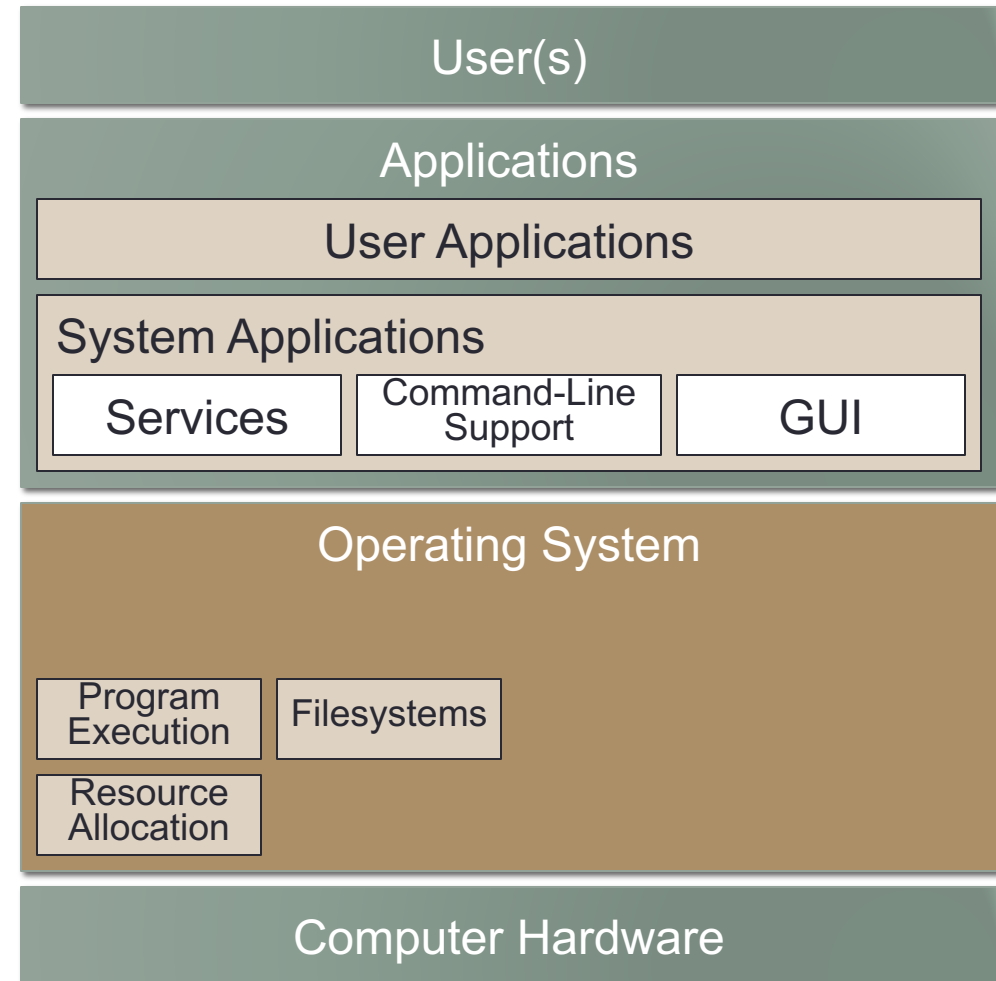 User(s)
Applications
User Applications
System Applications
Services
Command-Line
Support
GUI
Operating System
Program
Execution
Filesystems
Resource
Allocation
Computer Hardware